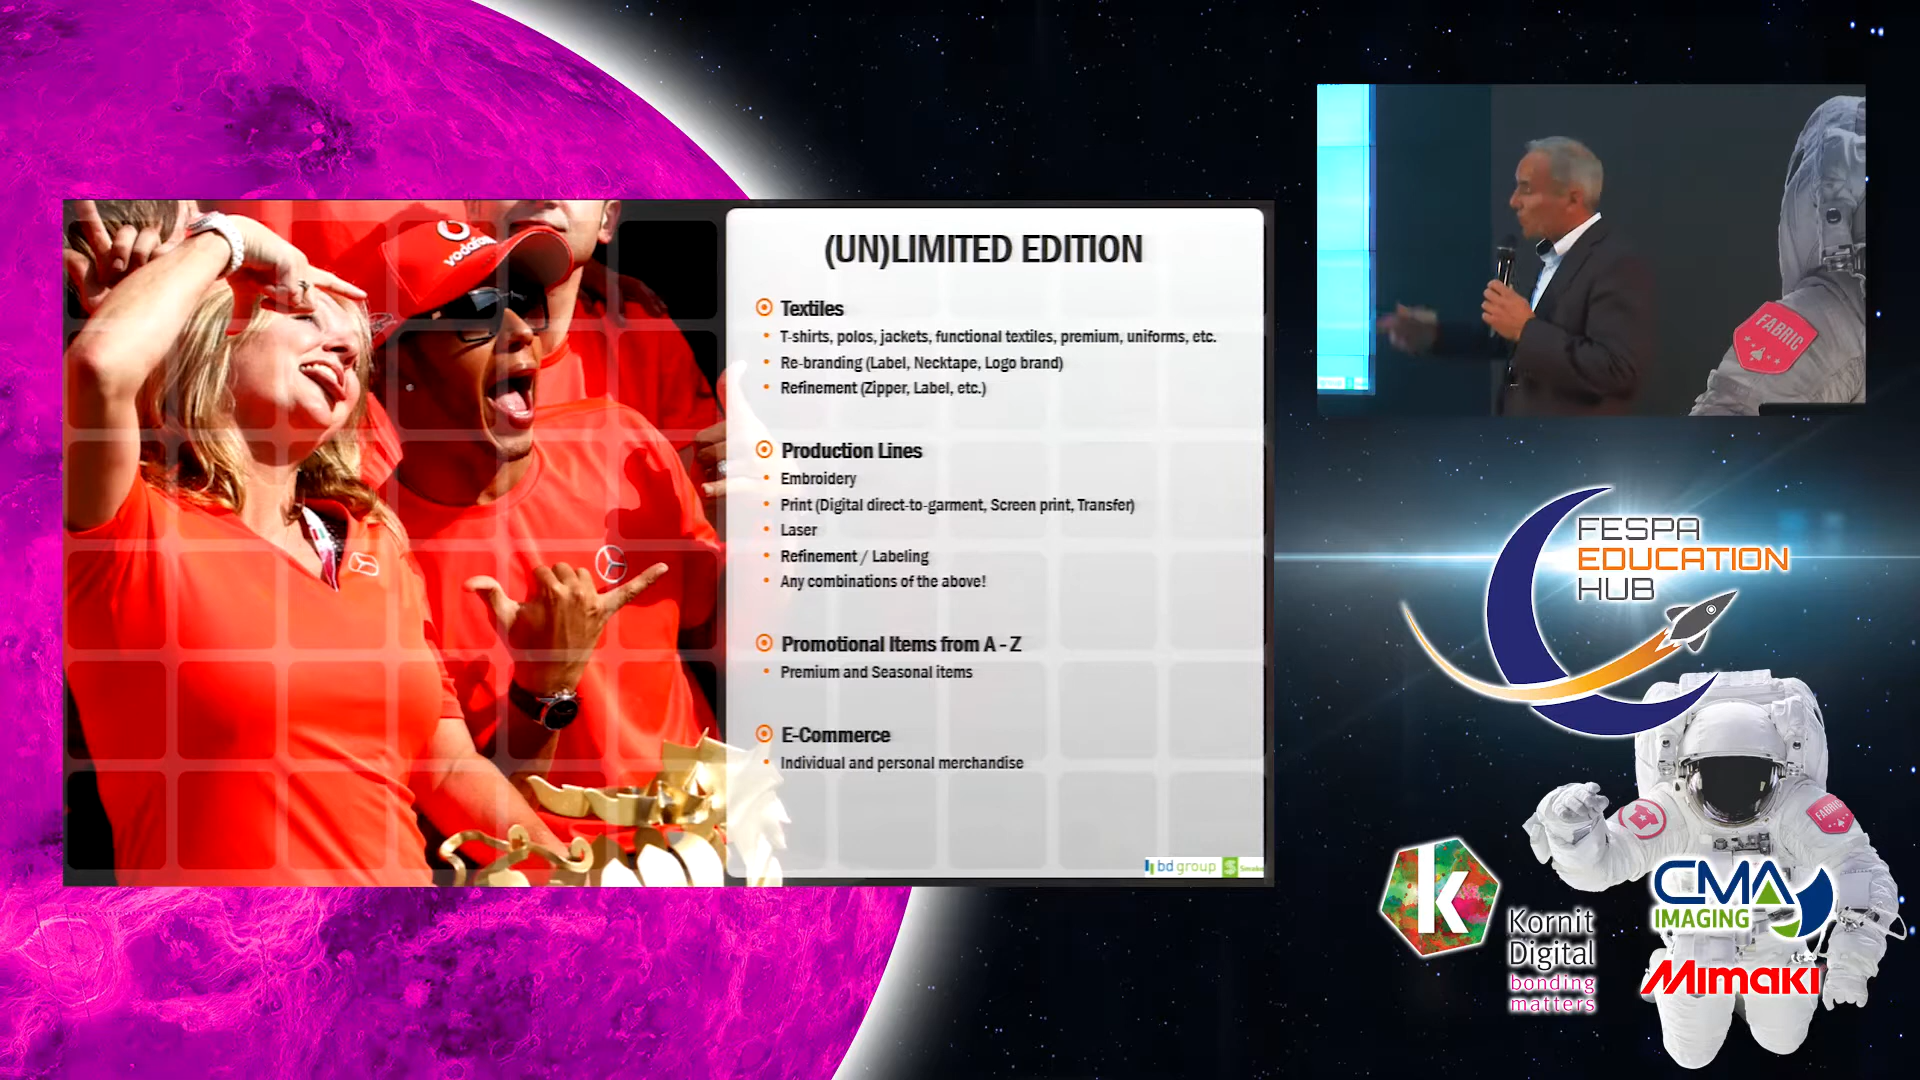 (UN)LIMITED EDITION
Textiles
T-shirts, polos, jackets, functional textiles, premium, uniforms, etc.
Re-branding (Label, Necktape, Logo brand)
Refinement (Zipper, Label, etc.)
Production Lines
Embroidery
Print (Digital direct-to-garment, Screen print, Transfer)
Laser
Refinement / Labeling
Any combinations of the above!
Promotional Items from A - Z
Premium and Seasonal items
E-Commerce
Individual and personal merchandise
bd group
FABRIC
FESPA
EDUCATION
HUB
FABRIC
k
Kornit
Digital
bonding
matters
CMA
IMAGING
Mimaki